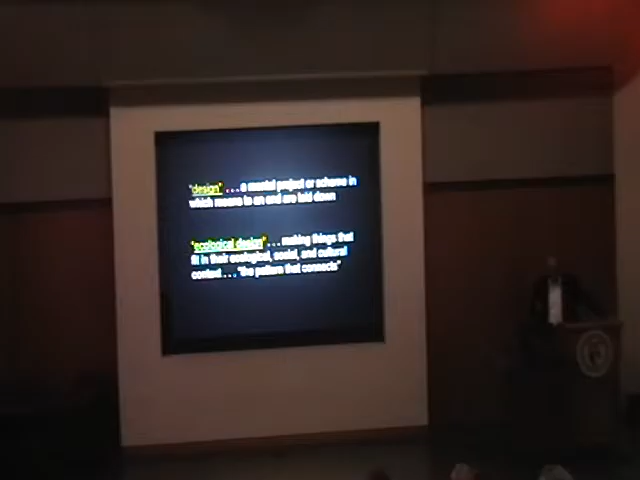 "design" ... a mental project or scheme in
which means to an end are laid down
"ecological design" ... making things that
fit in their ecological, social, and cultural
context ... "the pattern that connects"